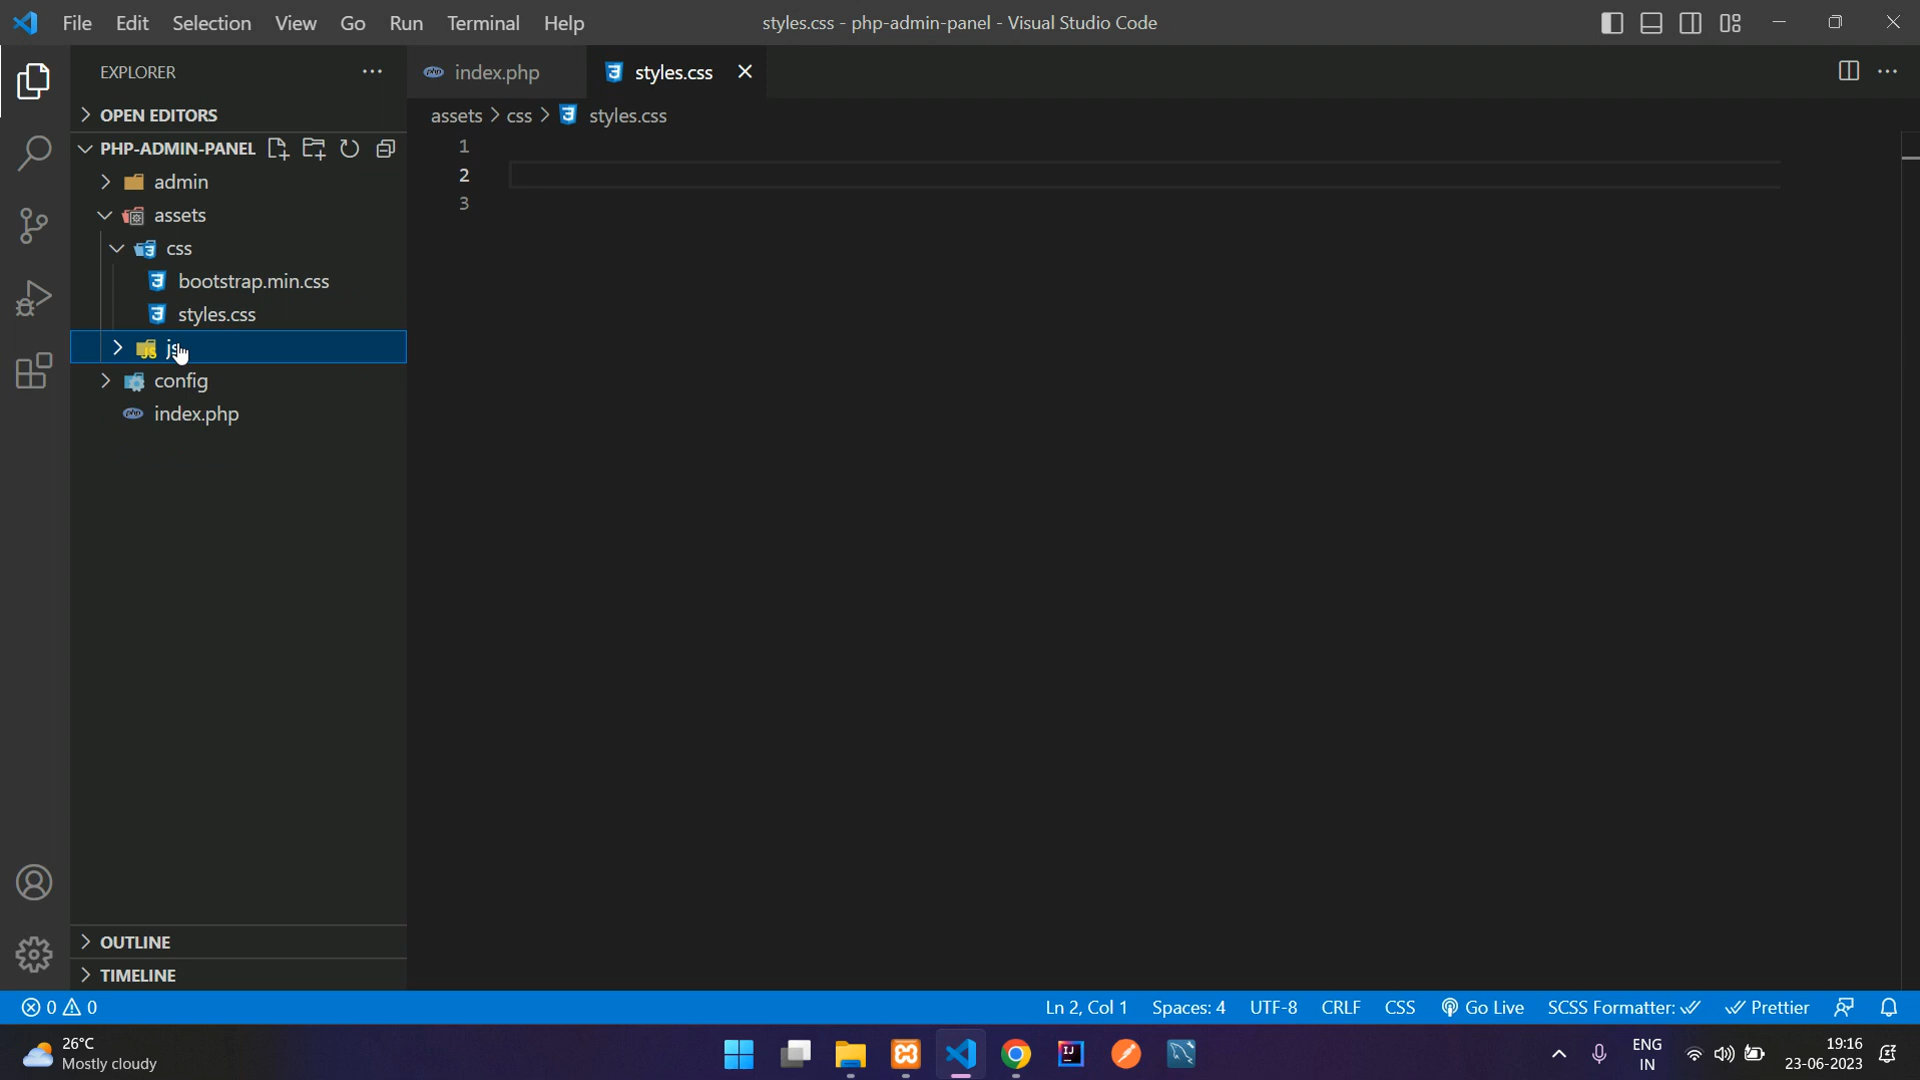 File Edit Selection View Go Run Terminal Help
styles.css - php-admin-panel - Visual Studio Code
EXPLORER
index.php
styles.css
OPEN EDITORS
assets > css > styles.css
PHP-ADMIN-PANEL
admin
assets
css
bootstrap.min.css
styles.css
js
config
index.php
1
2
3
OUTLINE
TIMELINE
0 0
Ln 2, Col 1 Spaces: 4 UTF-8 CRLF CSS Go Live SCSS Formatter: Prettier
26°C
Mostly cloudy
ENG
IN
19:16
23-06-2023